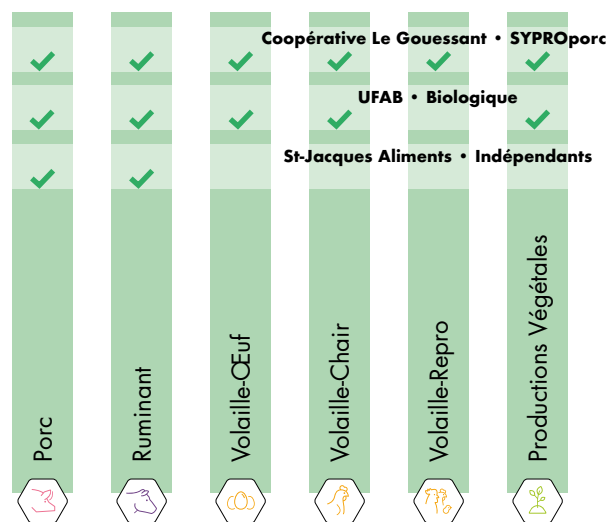 Coopérative Le Gouessant • SYPROporc
UFAB • Biologique
St-Jacques Aliments • Indépendants
Porc
Ruminant
Volaille-Œuf
Volaille-Chair
Volaille-Repro
Productions Végétales